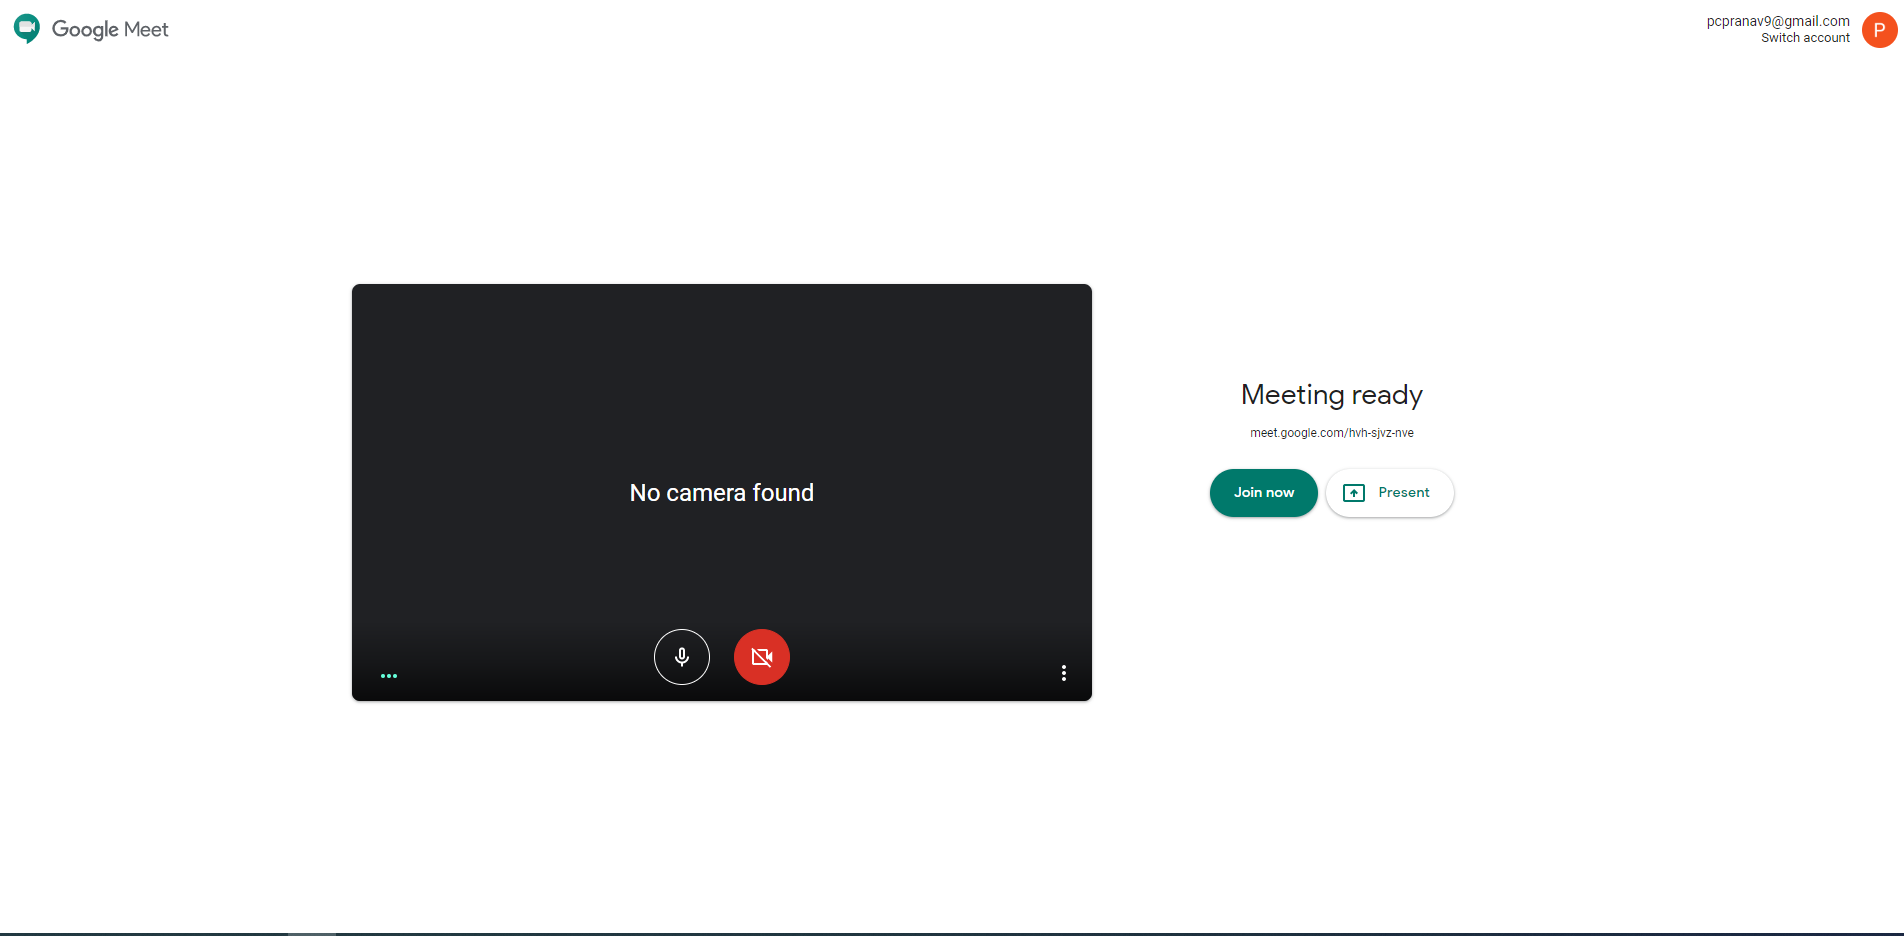 Google Meet
pcpranav9@gmail.com
Switch account
P
No camera found
Meeting ready
meet.google.com/hvh-sjvz-nve
Join now
Present